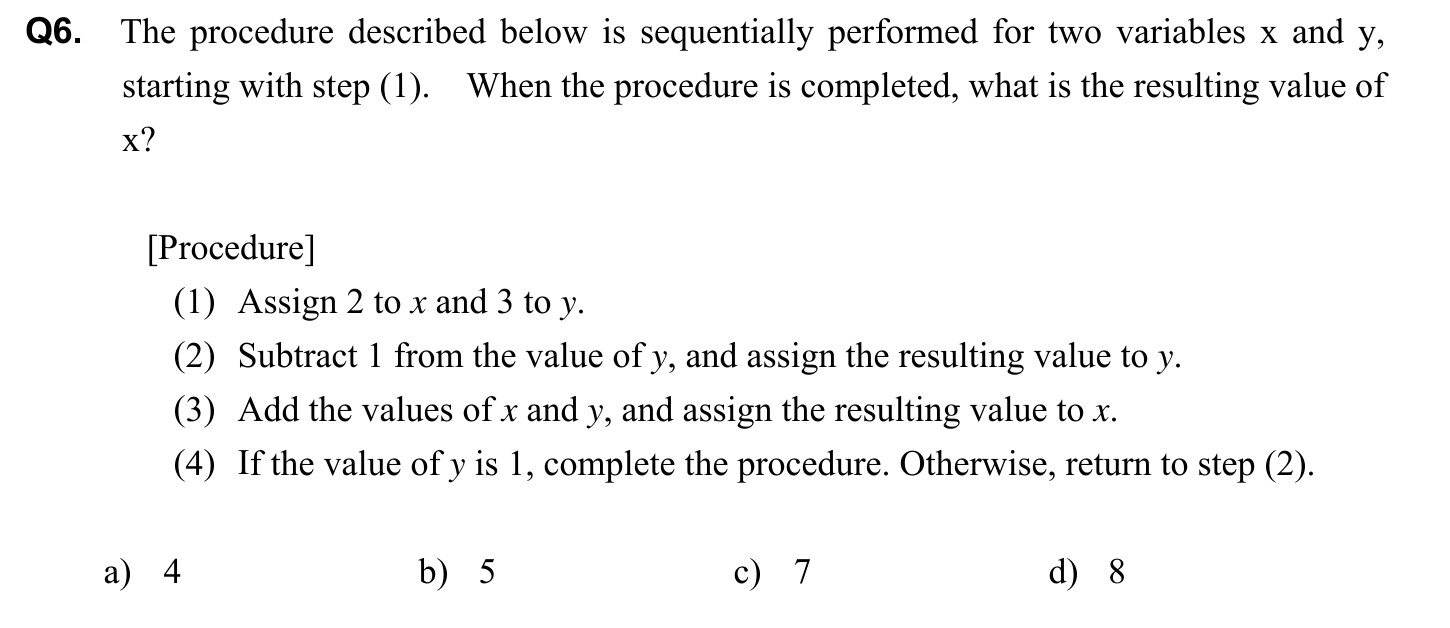 Q6. The procedure described below is sequentially performed for two variables x and y,
starting with step (1). When the procedure is completed, what is the resulting value of
x?
[Procedure]
(1) Assign 2 to x and 3 to y.
(2) Subtract 1 from the value of y, and assign the resulting value to y.
(3) Add the values of x and y, and assign the resulting value to x.
(4) If the value of y is 1, complete the procedure. Otherwise, return to step (2).
a) 4 b) 5 c) 7 d) 8